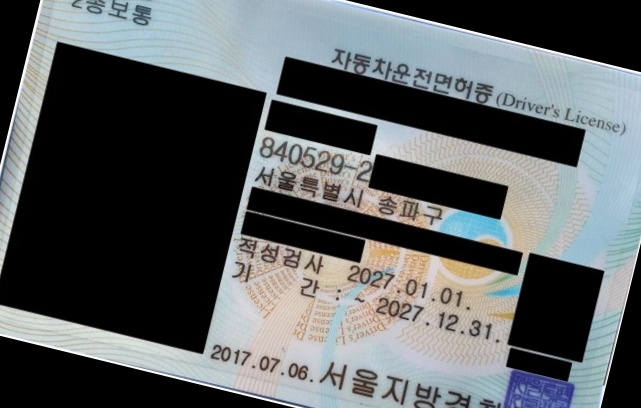 2종보통
자동차운전면허증 (Driver's License)
840529-2
서울특별시 송파구
적성검사 2027.01.01.
기 간 : ~ 2027.12.31.
2017.07.06. 서울지방경찰